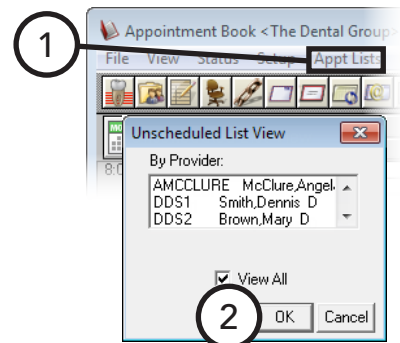 1
Appointment Book <The Dental Group>
File View Status Setup Appt Lists
Unscheduled List View
By Provider:
AMCCLURE McClure,Angel
DDS1 Smith,Dennis D
DDS2 Brown,Mary D
View All
2 OK Cancel